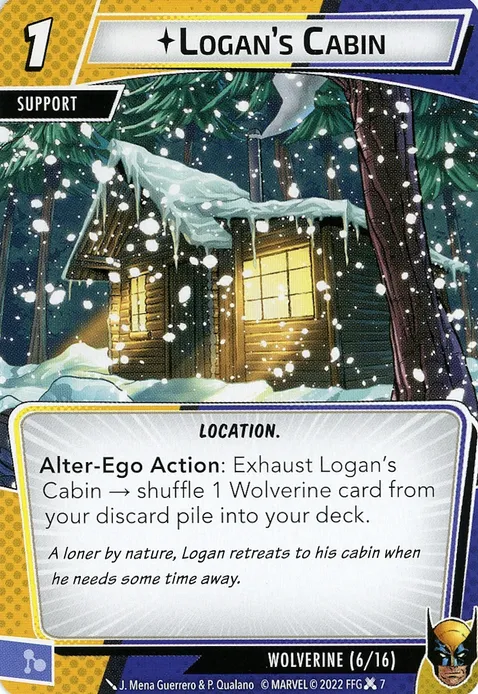 1
LOGAN'S CABIN
SUPPORT
LOCATION.
Alter-Ego Action: Exhaust Logan's
Cabin → shuffle 1 Wolverine card from
your discard pile into your deck.
A loner by nature, Logan retreats to his cabin when
he needs some time away.
WOLVERINE (6/16)
J. Mena Guerrero & P. Qualano © MARVEL © 2022 FFG 7